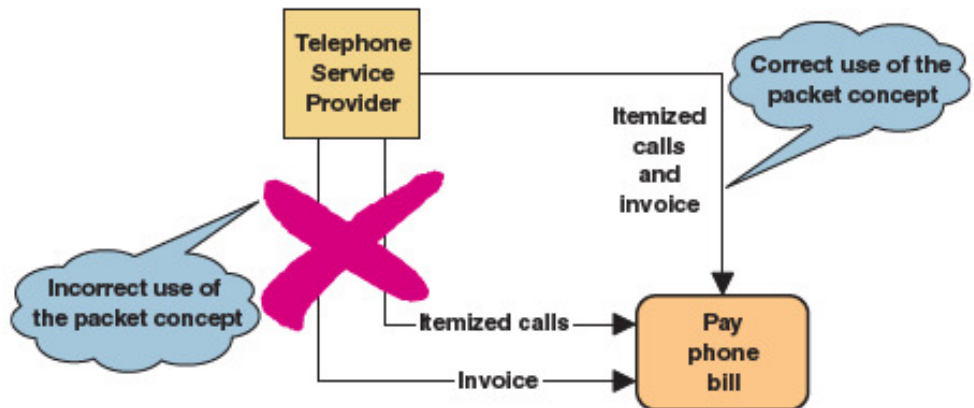 Telephone
Service
Provider
Correct use of the
packet concept
Itemized
calls
and
invoice
Incorrect use of
the packet concept
Itemized calls
Invoice
Pay
phone
bill